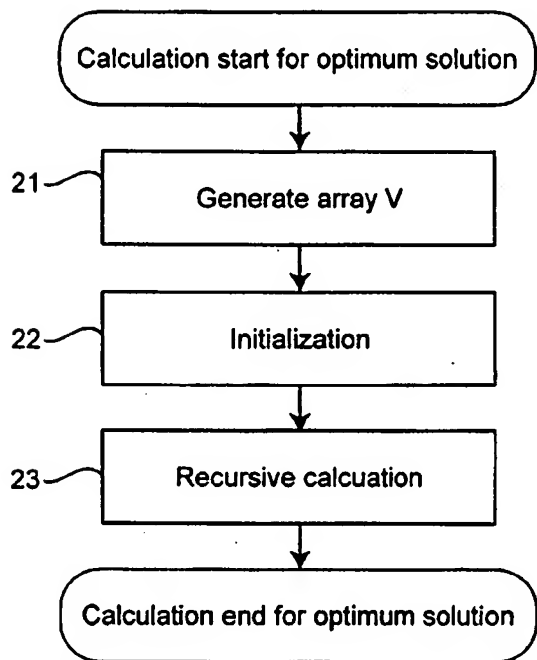 Calculation start for optimum solution
21
Generate array V
22
Initialization
23
Recursive calcuation
Calculation end for optimum solution